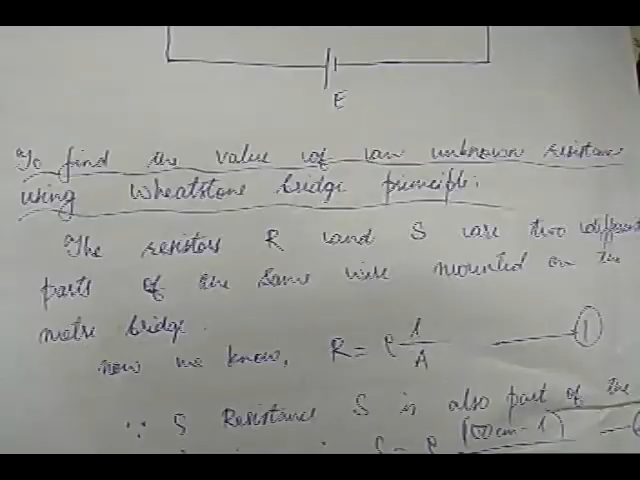 E
To find the value of an unknown resistance
using Wheatstone bridge principle.
The resistors R and S are two different
parts of the same wire mounted on the
metre bridge.
now we know, R = ρ l/A ——— ①
∵ S Resistance S is also part of the
S = ρ (100cm - l)